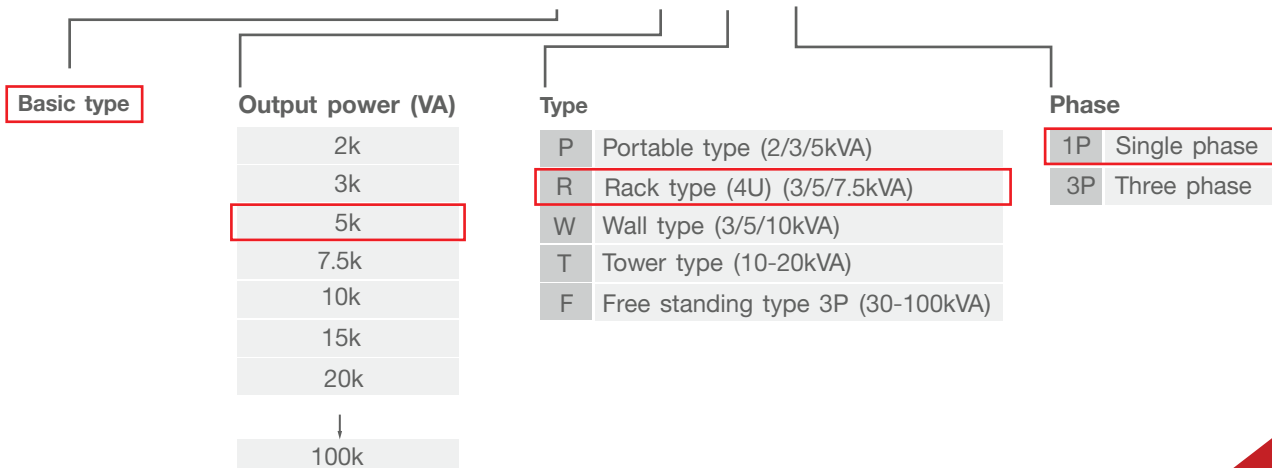 Basic type
Output power (VA)
2k
3k
5k
7.5k
10k
15k
20k
100k
Type
P Portable type (2/3/5kVA)
R Rack type (4U) (3/5/7.5kVA)
W Wall type (3/5/10kVA)
T Tower type (10-20kVA)
F Free standing type 3P (30-100kVA)
Phase
1P Single phase
3P Three phase